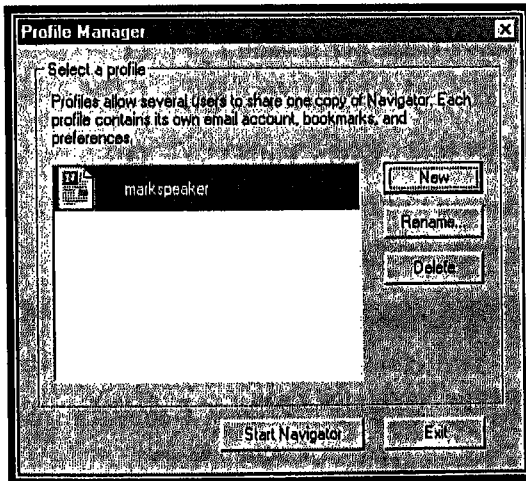 Profile Manager
Select a profile
Profiles allow several users to share one copy of Navigator. Each
profile contains its own email account, bookmarks, and
preferences.
markspeaker
New
Rename...
Delete
Start Navigator
Exit